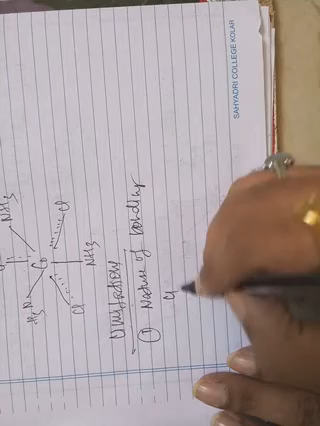 H₃N NH₃
Co
Cl Cl
NH₃
Limitations
① Nature of bonding
SAHYADRI COLLEGE KOLAR